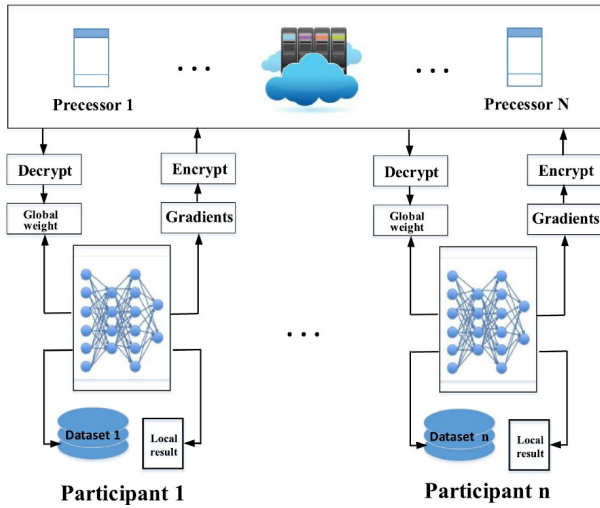 Precessor 1
Precessor N
Decrypt
Encrypt
Decrypt
Encrypt
Global
weight
Gradients
Global
weight
Gradients
Dataset 1
Local
result
Dataset n
Local
result
Participant 1
Participant n